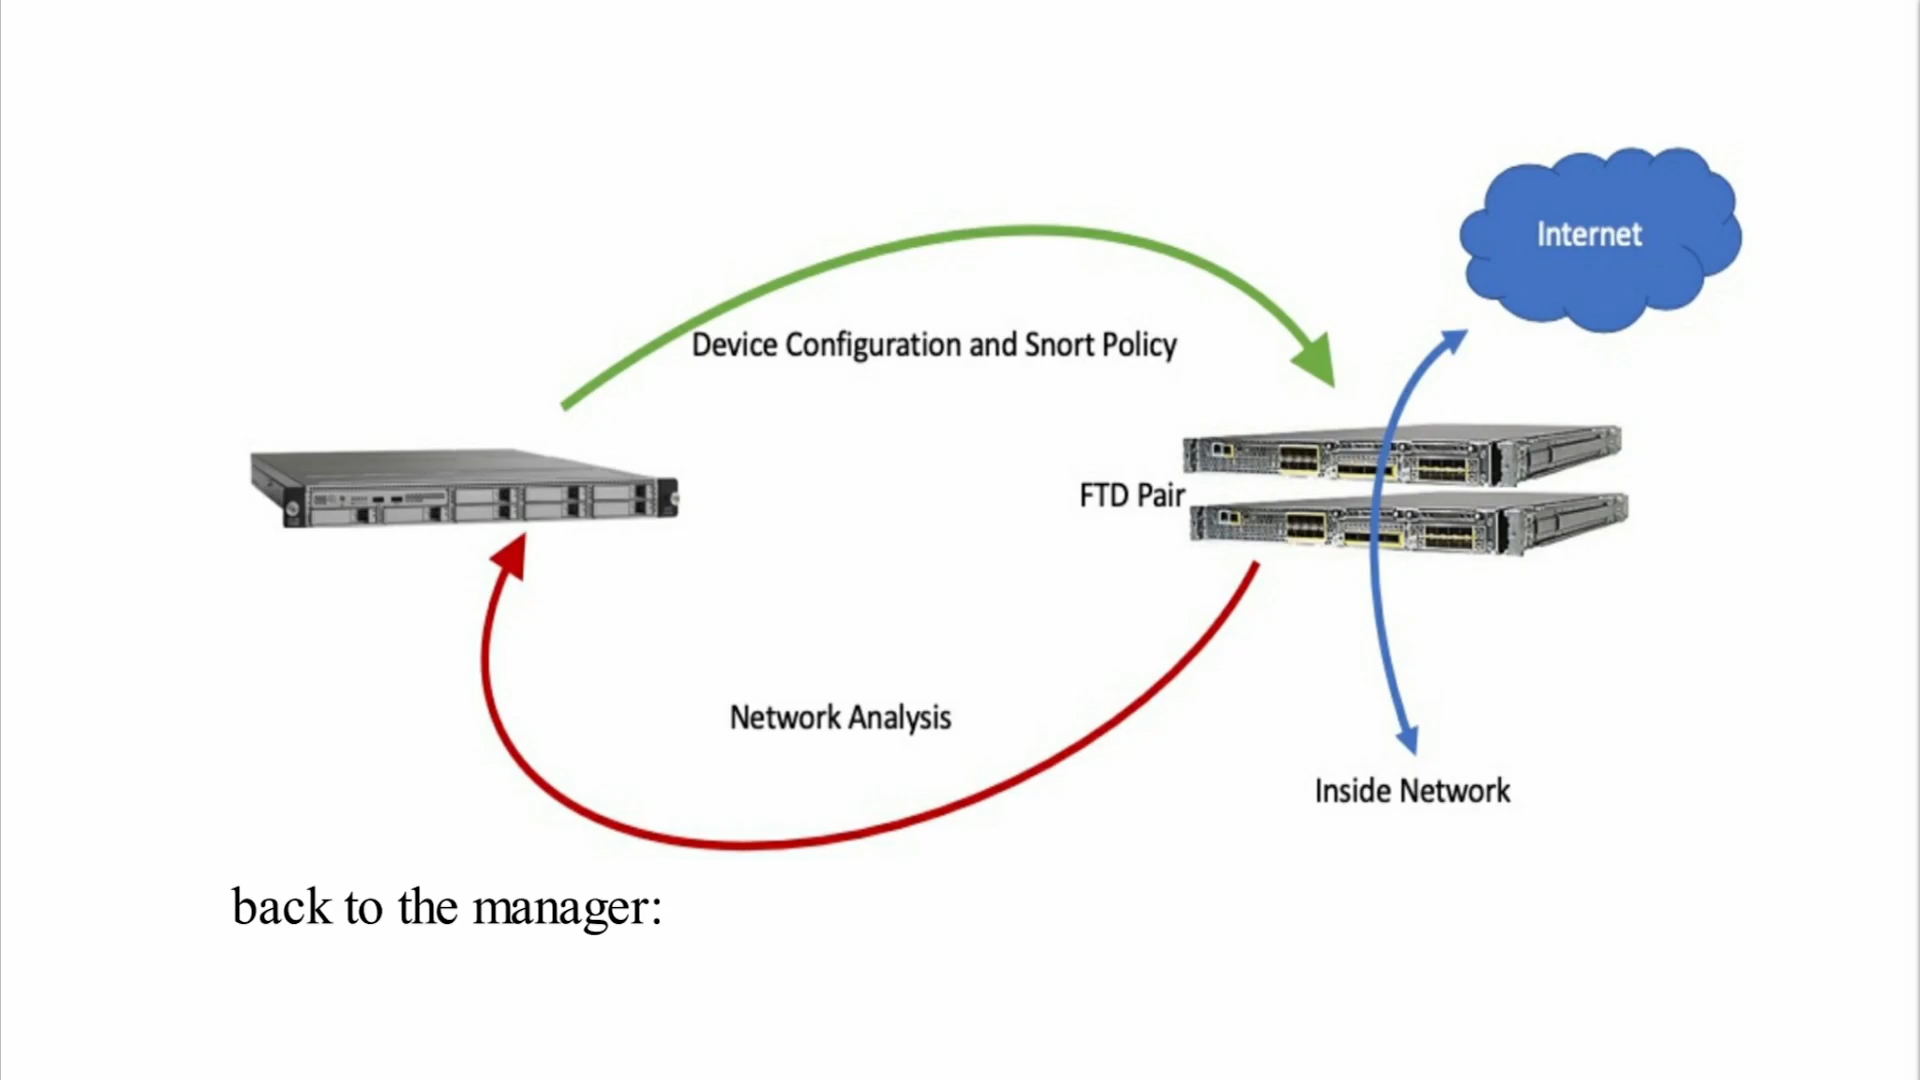 Internet
Device Configuration and Snort Policy
FTD Pair
Network Analysis
Inside Network
back to the manager: